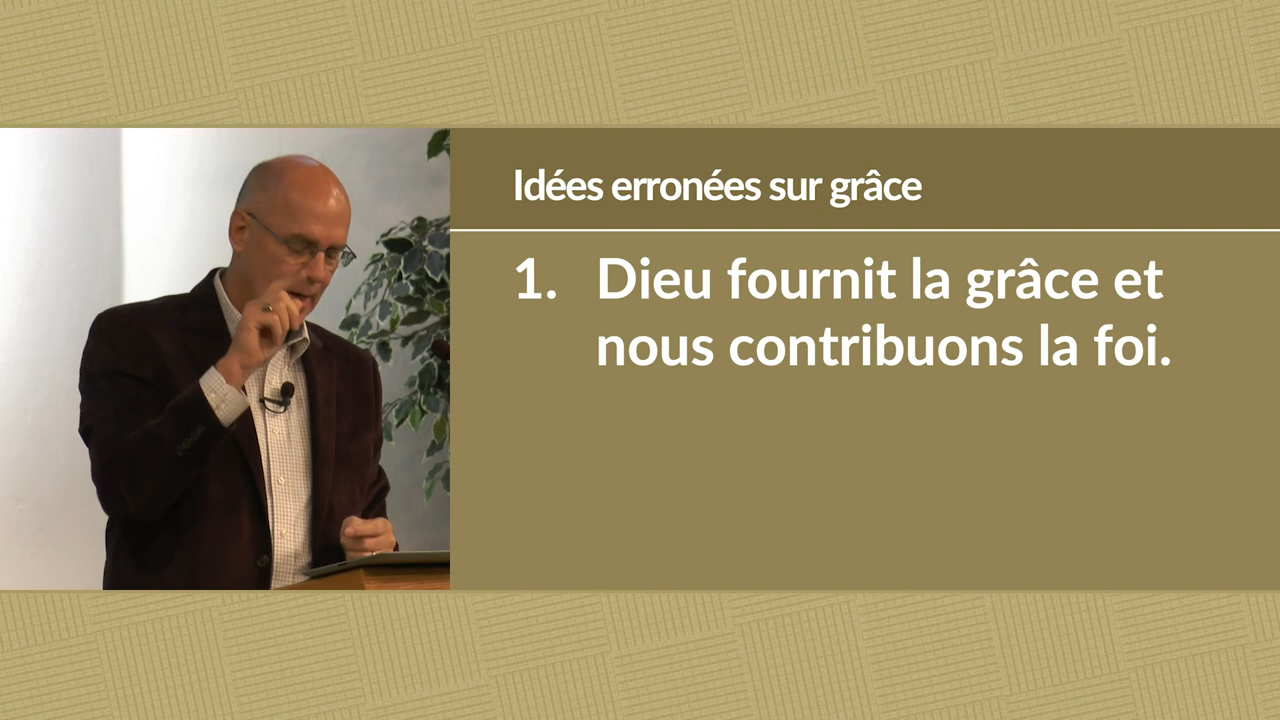 Idées erronées sur grâce
1. Dieu fournit la grâce et
nous contribuons la foi.